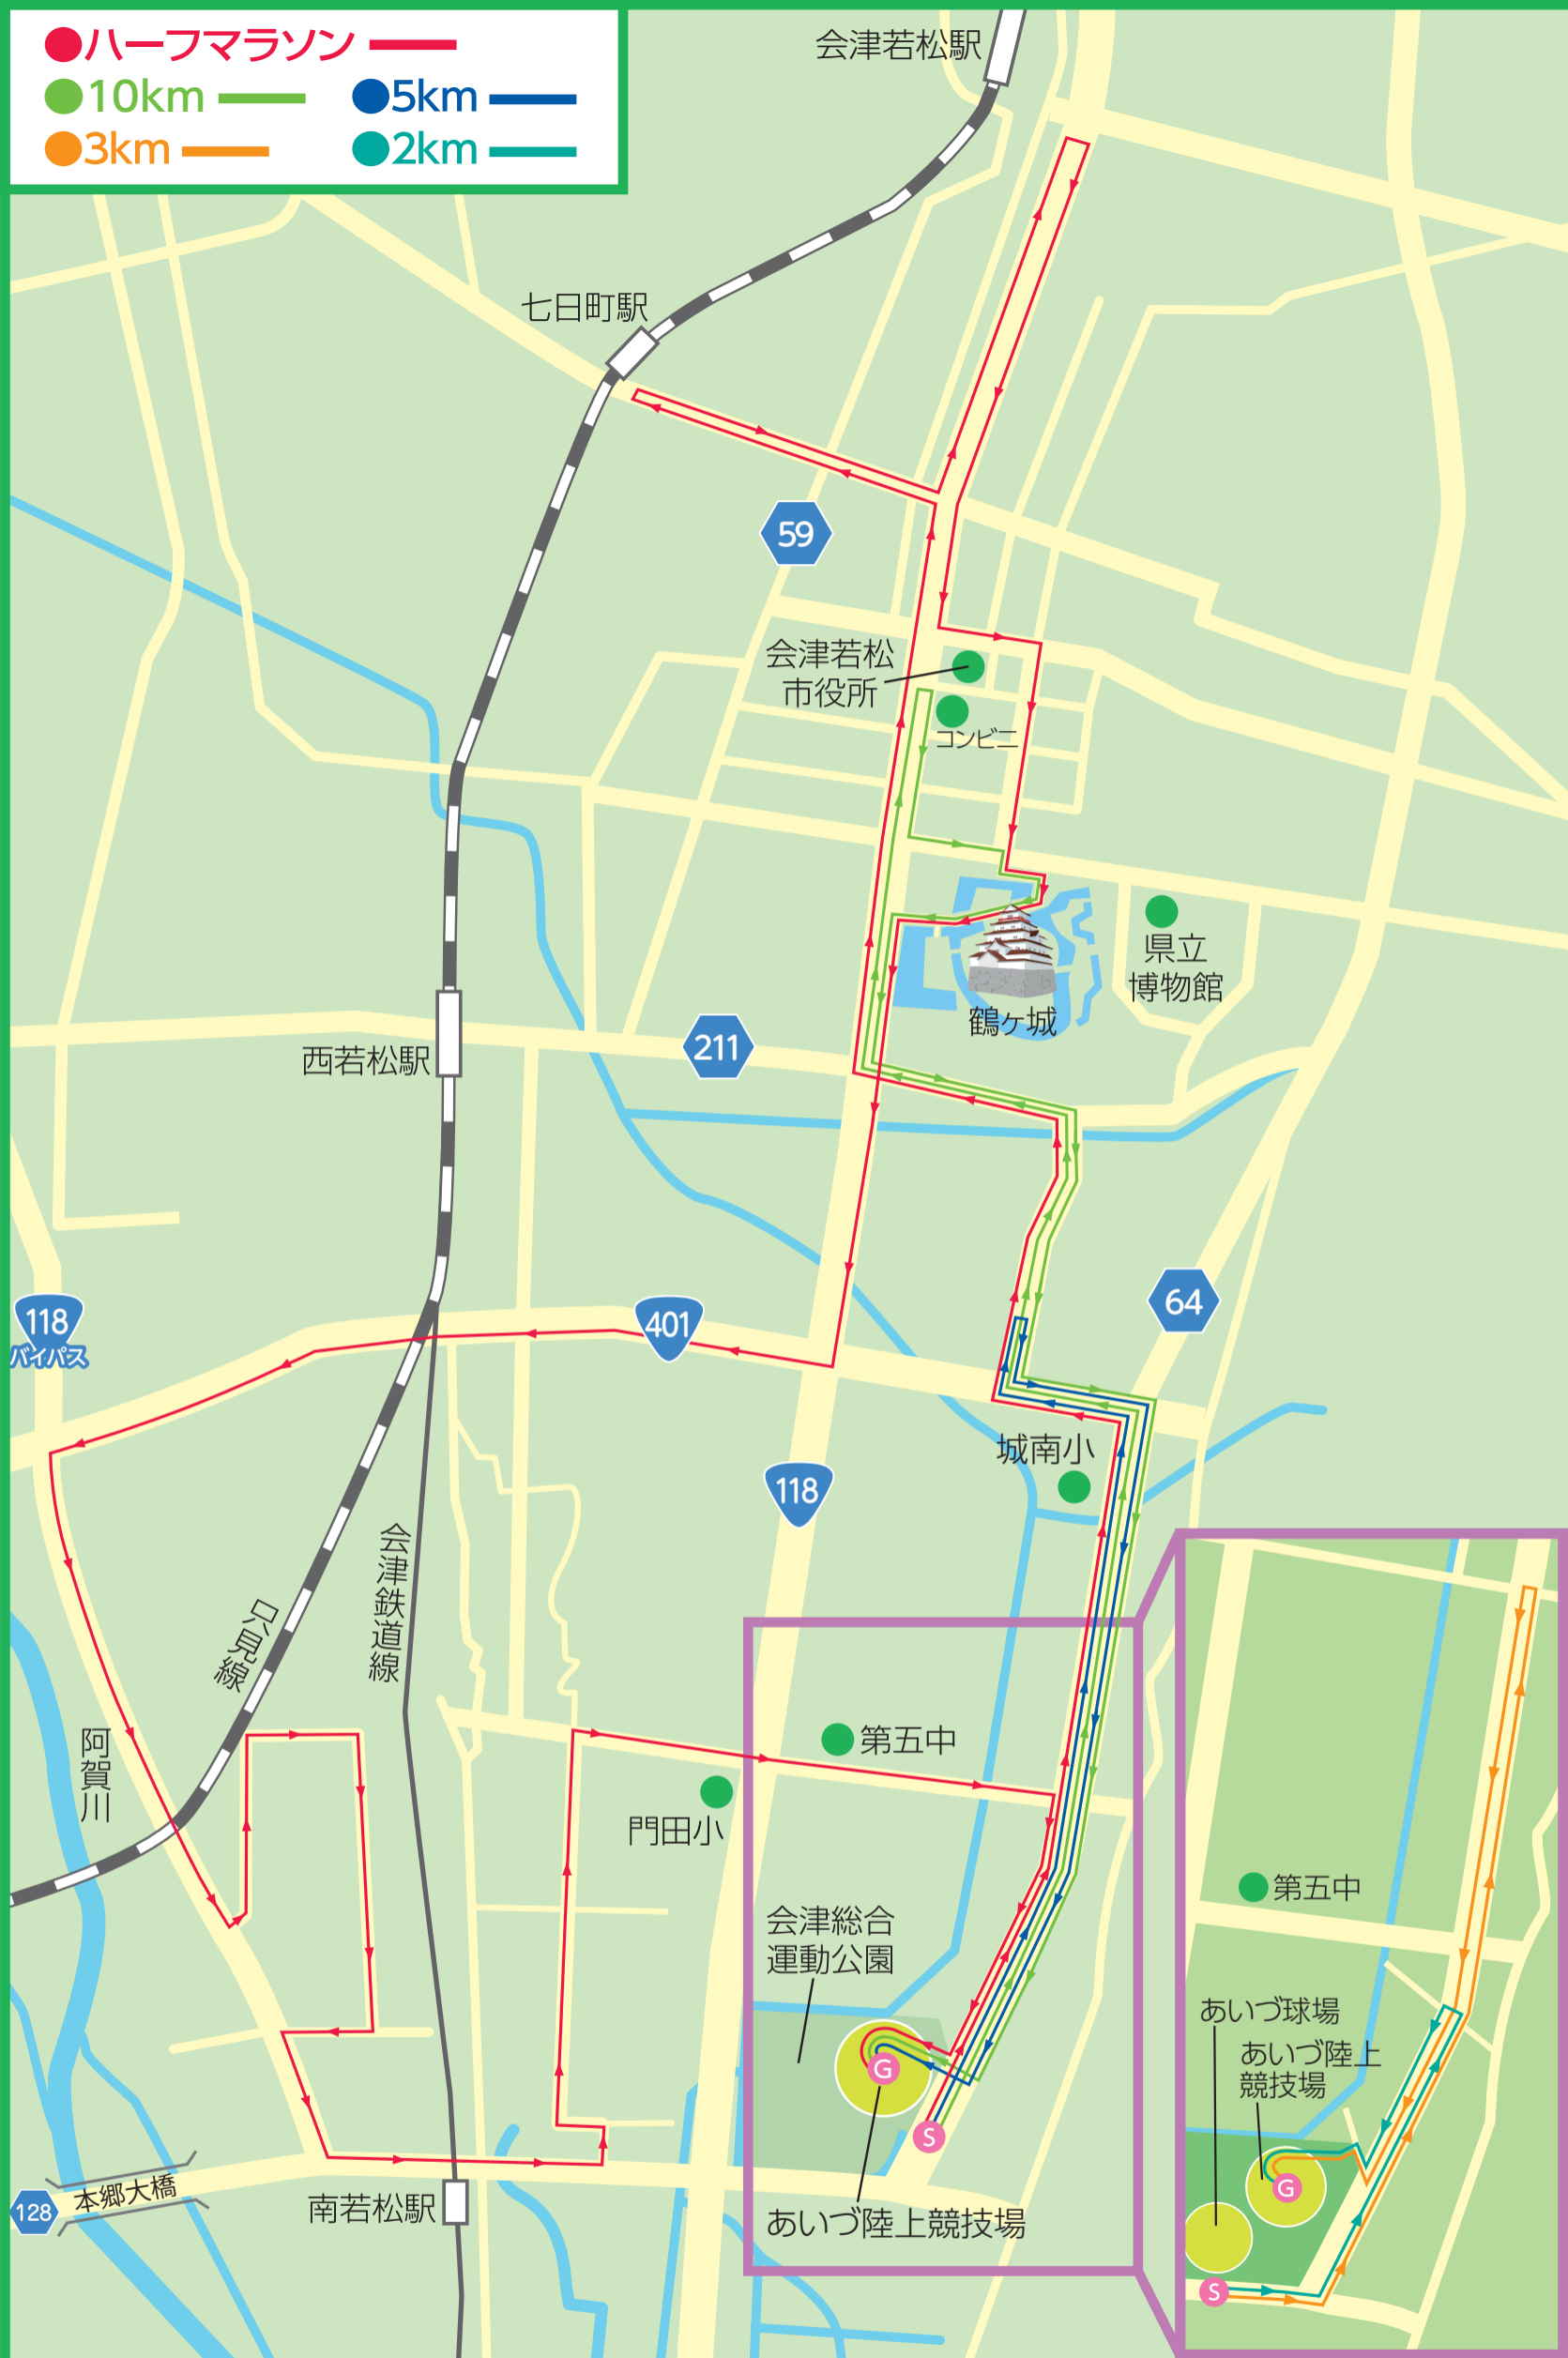 ハーフマラソン
10km
5km
3km
2km
会津若松駅
七日町駅
59
会津若松
市役所
コンビニ
県立
博物館
鶴ヶ城
211
西若松駅
118
バイパス
401
64
城南小
118
会津鉄道線
只見線
阿賀川
第五中
門田小
会津総合
運動公園
G
S
あいづ陸上競技場
本郷大橋
128
南若松駅
第五中
あいづ球場
あいづ陸上
競技場
G
S